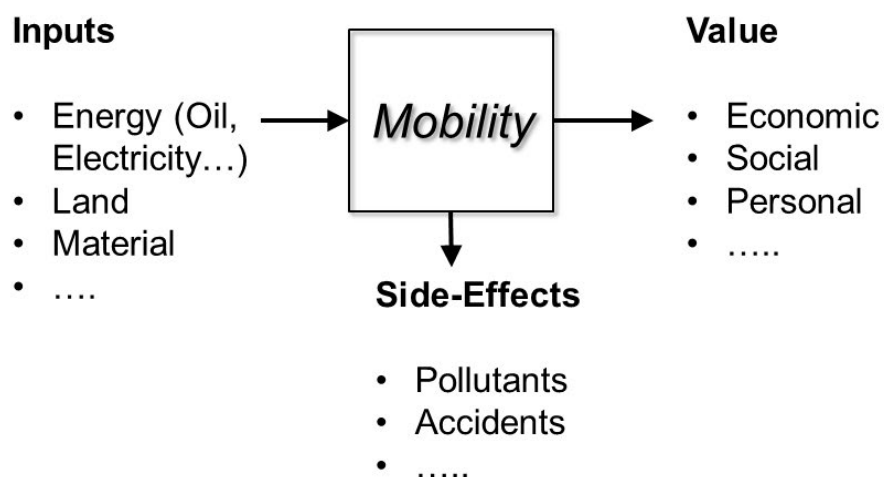 Inputs
• Energy (Oil,
Electricity…)
• Land
• Material
• ….
Mobility
Value
• Economic
• Social
• Personal
• …..
Side-Effects
• Pollutants
• Accidents
• …..